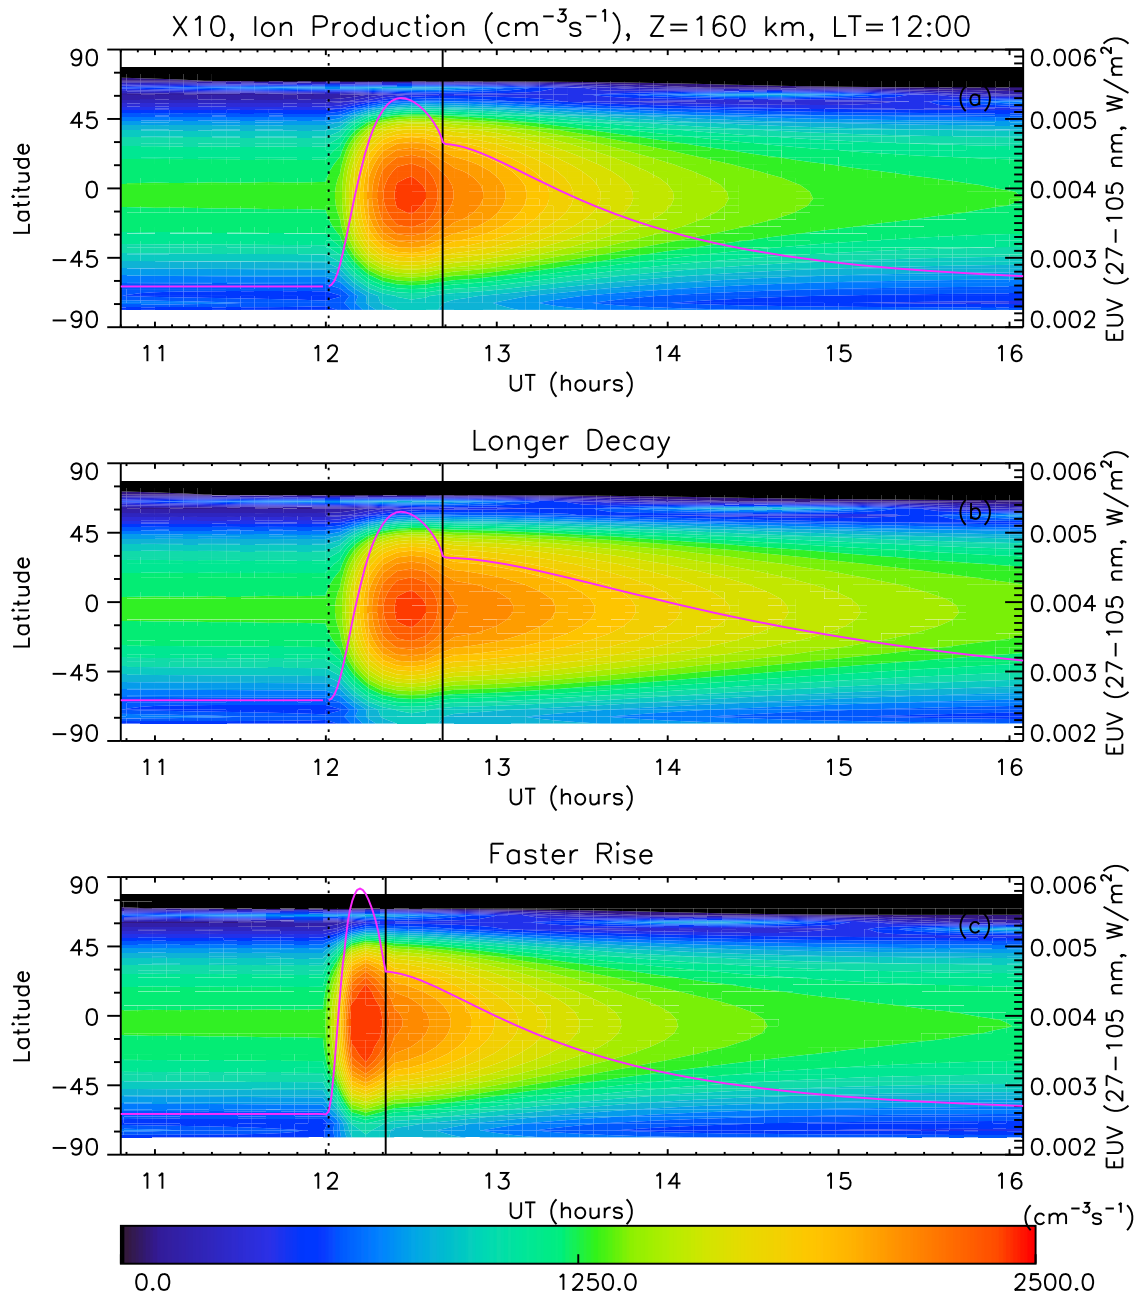 X10, Ion Production (cm⁻³s⁻¹), Z=160 km, LT=12:00
90
45
0
−45
−90
Latitude
(a)
0.006
0.005
0.004
0.003
0.002
EUV (27−105 nm, W/m²)
11 12 13 14 15 16
UT (hours)
Longer Decay
90
45
0
−45
−90
Latitude
(b)
0.006
0.005
0.004
0.003
0.002
EUV (27−105 nm, W/m²)
11 12 13 14 15 16
UT (hours)
Faster Rise
90
45
0
−45
−90
Latitude
(c)
0.006
0.005
0.004
0.003
0.002
EUV (27−105 nm, W/m²)
11 12 13 14 15 16
UT (hours)
(cm⁻³s⁻¹)
0.0 1250.0 2500.0